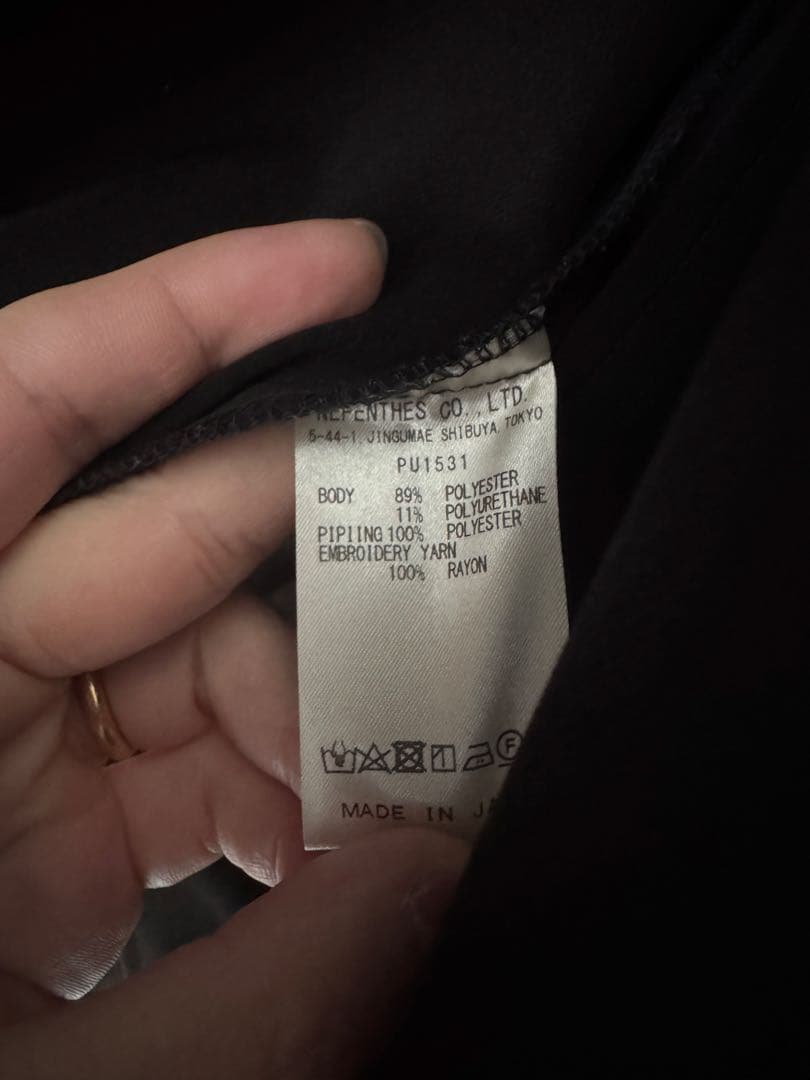 NEPENTHES CO.,LTD.
5-44-1, JINGUMAE SHIBUYA, TOKYO
PU1531
BODY 89% POLYESTER
11% POLYURETHANE
PIPIING 100% POLYESTER
EMBROIDERY YARN
100% RAYON
F
MADE IN